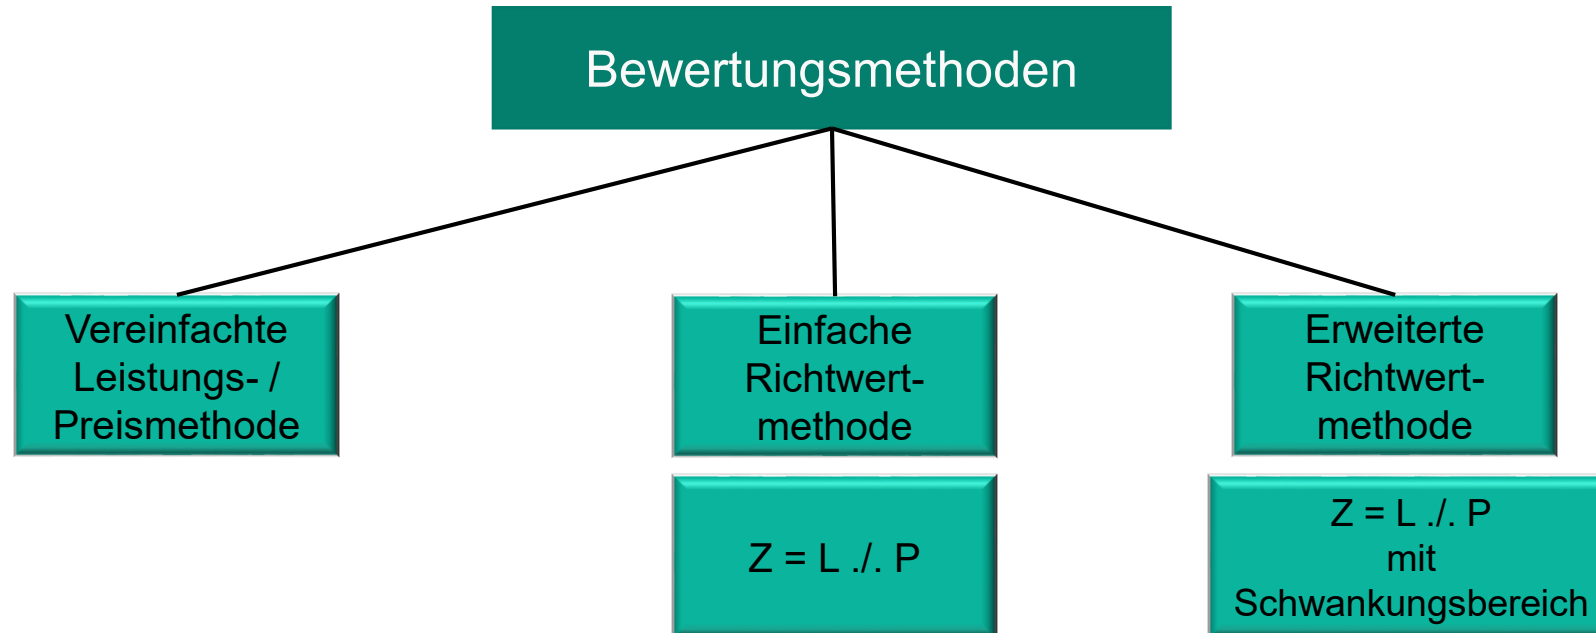 Bewertungsmethoden
Vereinfachte
Leistungs- /
Preismethode
Einfache
Richtwert-
methode
Z = L ./. P
Erweiterte
Richtwert-
methode
Z = L ./. P
mit
Schwankungsbereich